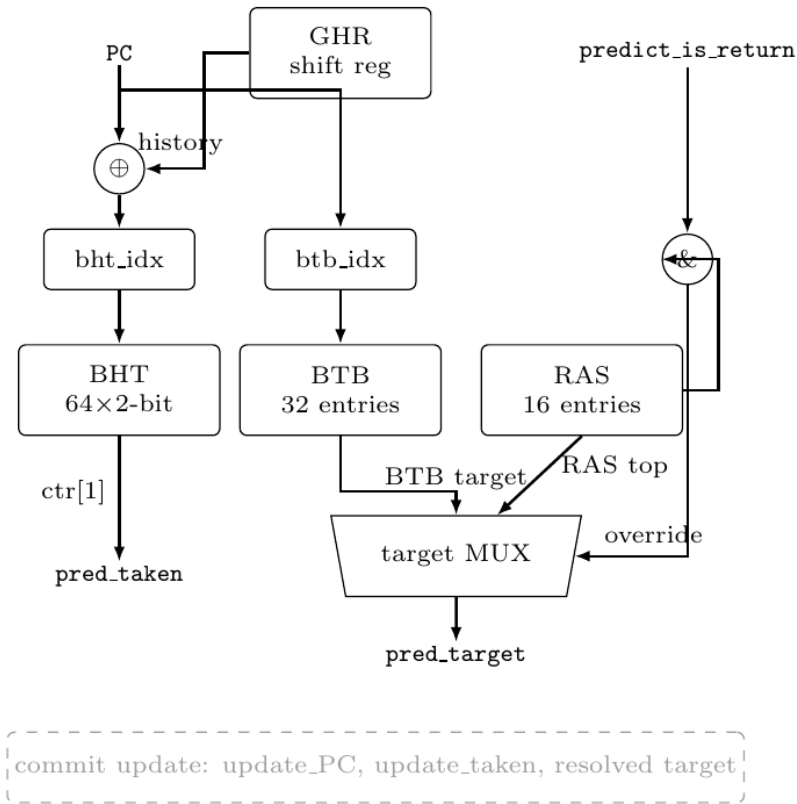 GHR
shift reg
PC
predict_is_return
history
⊕
bht_idx
btb_idx
&
BHT
64×2-bit
BTB
32 entries
RAS
16 entries
ctr[1]
BTB target
RAS top
override
target MUX
pred_taken
pred_target
commit update: update_PC, update_taken, resolved target